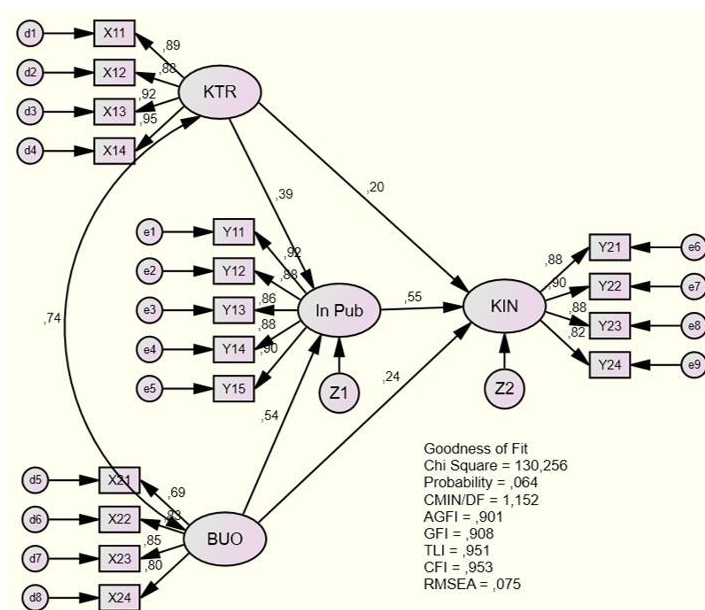 d1
X11
,89
d2
X12
,88
KTR
d3
X13
,92
,95
d4
X14
,39
,20
e1
Y11
,92
e2
Y12
,88
e3
Y13
,86
In Pub
,55
KIN
e4
Y14
,88
,90
e5
Y15
Z1
Z2
,88
Y21
e6
,90
Y22
e7
,88
Y23
e8
,82
Y24
e9
,74
,54
,24
d5
X21
,69
d6
X22
,83
BUO
d7
X23
,85
,80
d8
X24
Goodness of Fit
Chi Square = 130,256
Probability = ,064
CMIN/DF = 1,152
AGFI = ,901
GFI = ,908
TLI = ,951
CFI = ,953
RMSEA = ,075